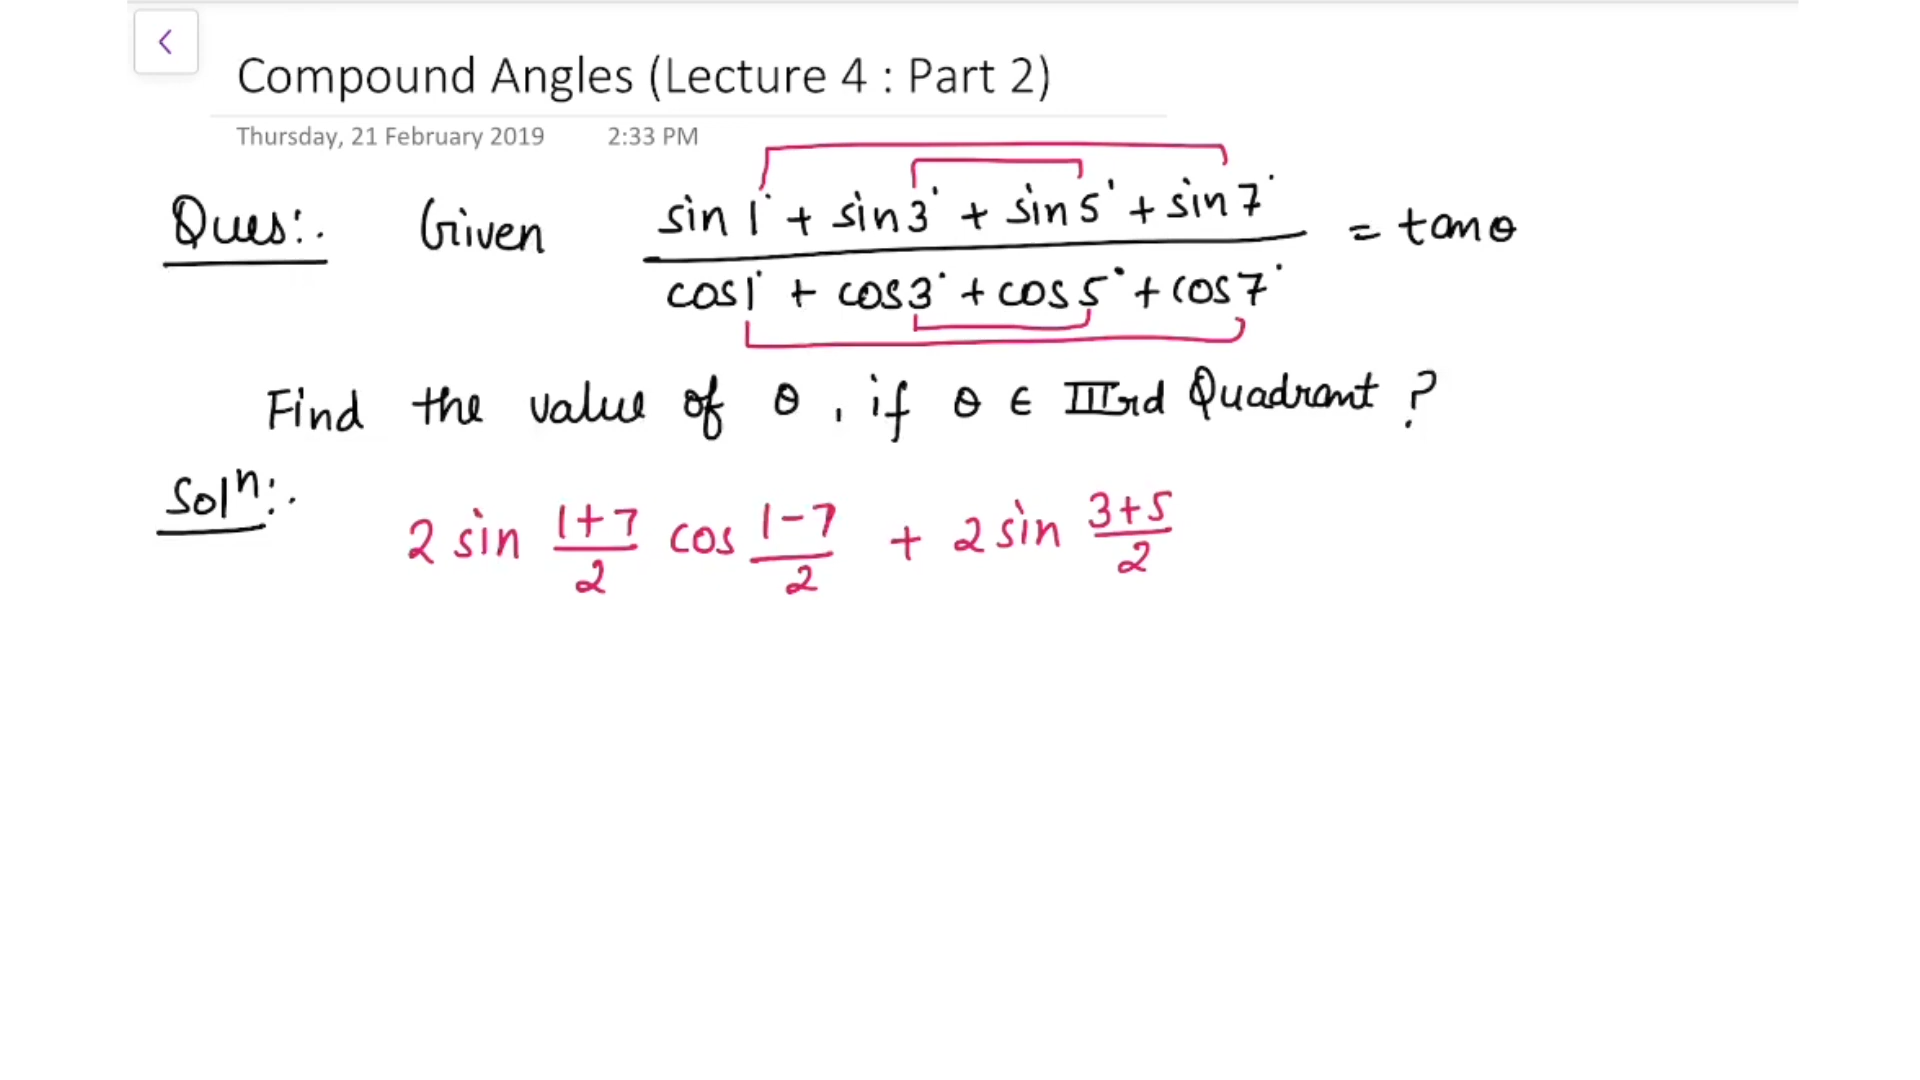 Compound Angles (Lecture 4 : Part 2)
Thursday, 21 February 2019 2:33 PM
Ques:. Given (sin 1° + sin 3° + sin 5° + sin 7°) / (cos 1° + cos 3° + cos 5° + cos 7°) = tan θ
Find the value of θ, if θ ∈ IIIrd Quadrant ?
Solⁿ:. 2 sin (1+7)/2 cos (1-7)/2 + 2 sin (3+5)/2